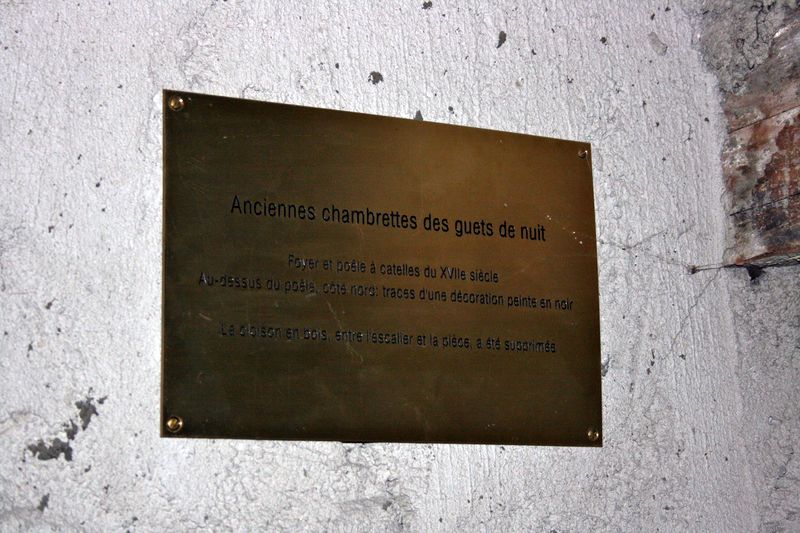 Anciennes chambrettes des guets de nuit
Foyer et poêle à catelles du XVIIe siècle
Au-dessus du poêle, côté nord: traces d'une décoration peinte en noir
La cloison en bois, entre l'escalier et la pièce, a été supprimée